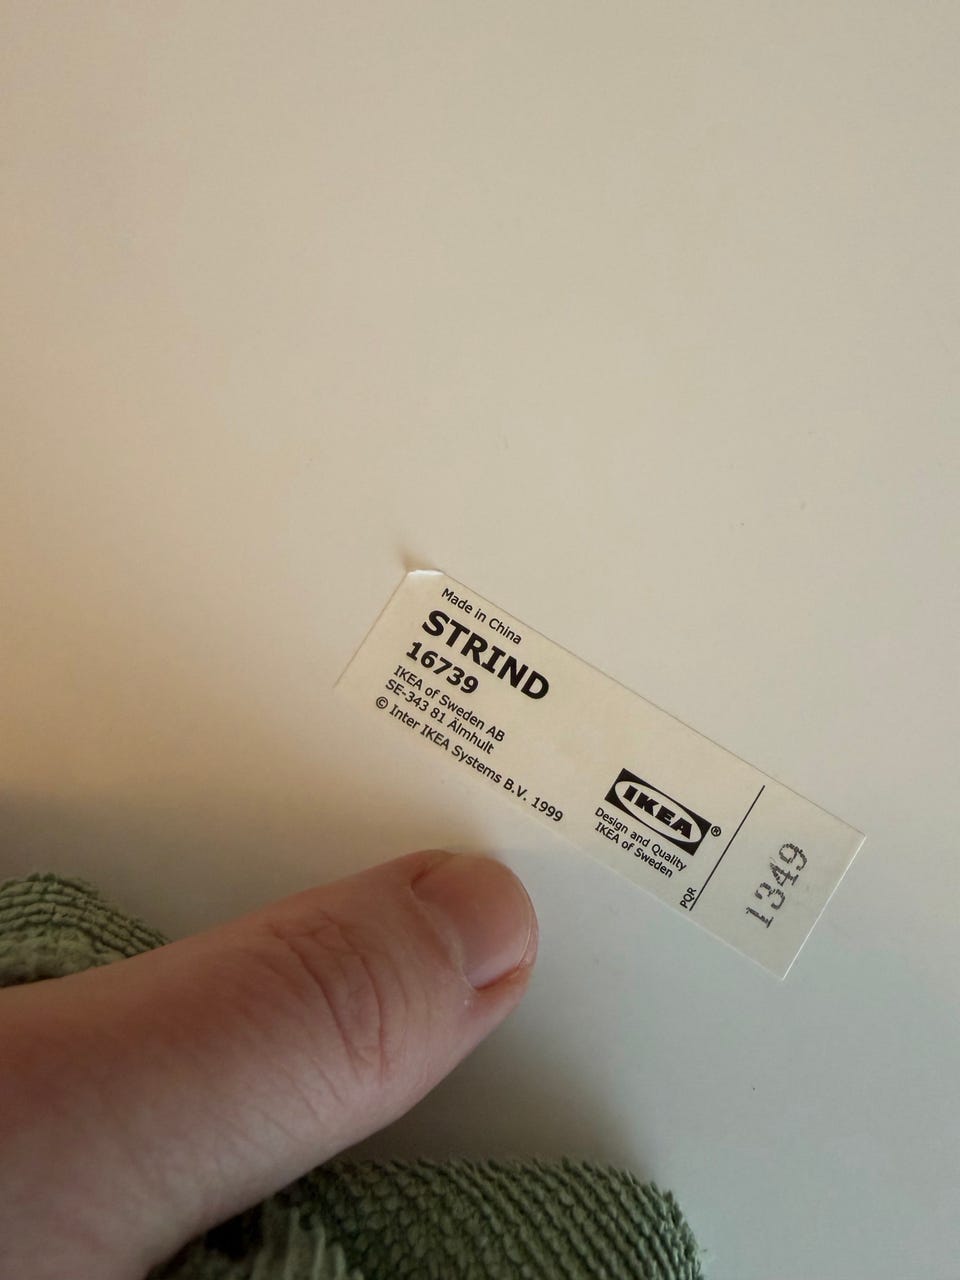 Made in China
STRIND
16739
IKEA of Sweden AB
SE-343 81 Älmhult
© Inter IKEA Systems B.V. 1999
IKEA®
Design and Quality
IKEA of Sweden
PQR
1349